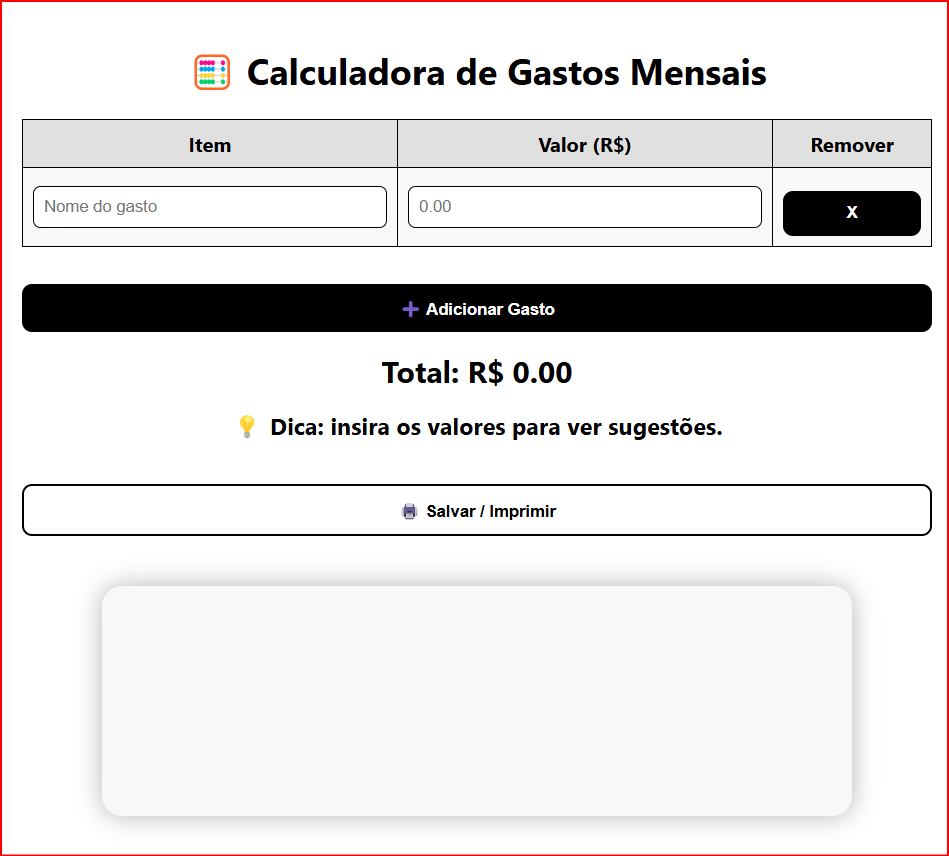 Calculadora de Gastos Mensais
Item Valor (R$) Remover
Nome do gasto 0.00 X
Adicionar Gasto
Total: R$ 0.00
Dica: insira os valores para ver sugestões.
Salvar / Imprimir